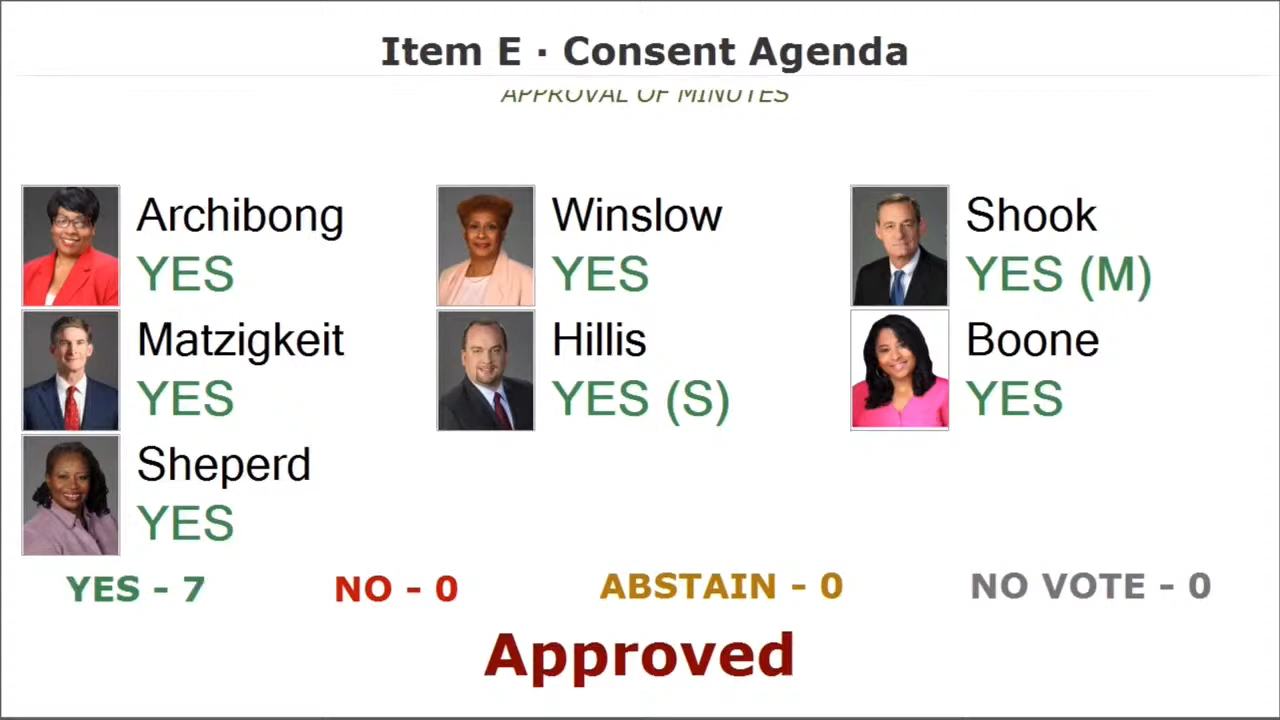 Item E · Consent Agenda
APPROVAL OF MINUTES
Archibong
YES
Winslow
YES
Shook
YES (M)
Matzigkeit
YES
Hillis
YES (S)
Boone
YES
Sheperd
YES
YES - 7
NO - 0
ABSTAIN - 0
NO VOTE - 0
Approved